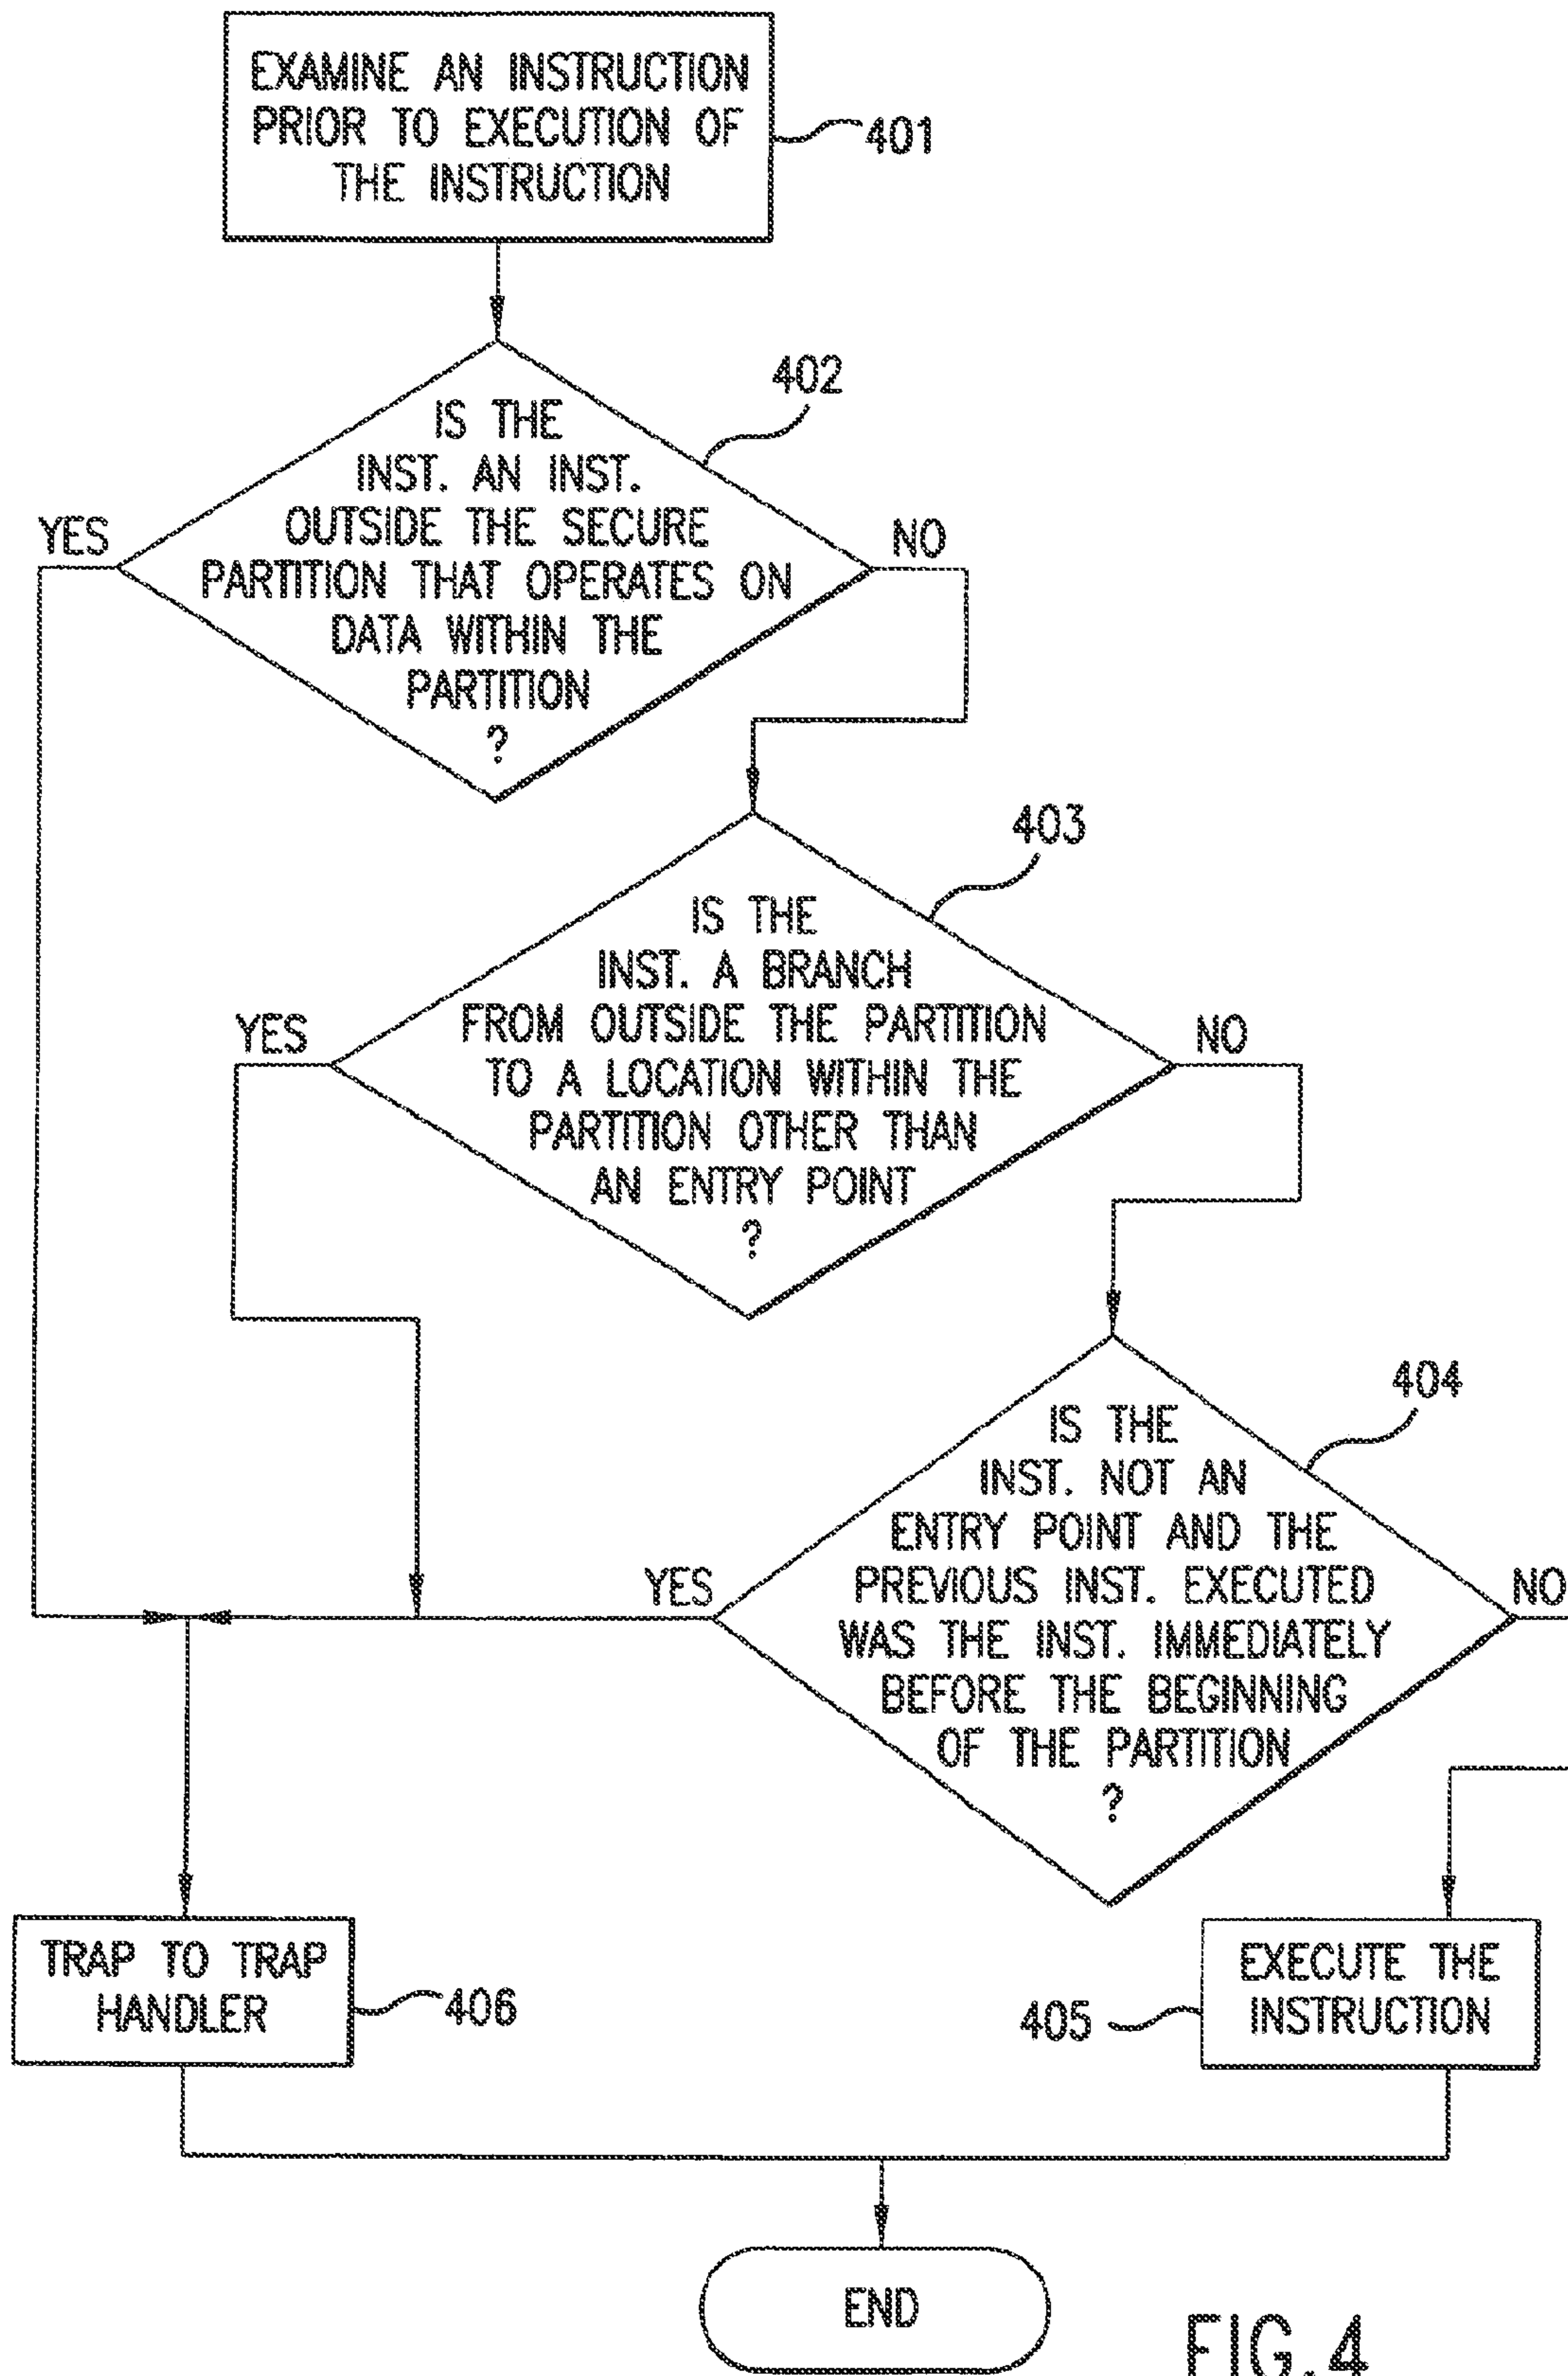 EXAMINE AN INSTRUCTION
PRIOR TO EXECUTION OF
THE INSTRUCTION
401
402
IS THE
INST. AN INST.
OUTSIDE THE SECURE
PARTITION THAT OPERATES ON
DATA WITHIN THE
PARTITION
?
YES
NO
403
IS THE
INST. A BRANCH
FROM OUTSIDE THE PARTITION
TO A LOCATION WITHIN THE
PARTITION OTHER THAN
AN ENTRY POINT
?
YES
NO
404
IS THE
INST. NOT AN
ENTRY POINT AND THE
PREVIOUS INST. EXECUTED
WAS THE INST. IMMEDIATELY
BEFORE THE BEGINNING
OF THE PARTITION
?
YES
NO
TRAP TO TRAP
HANDLER
406
405
EXECUTE THE
INSTRUCTION
END
FIG.4